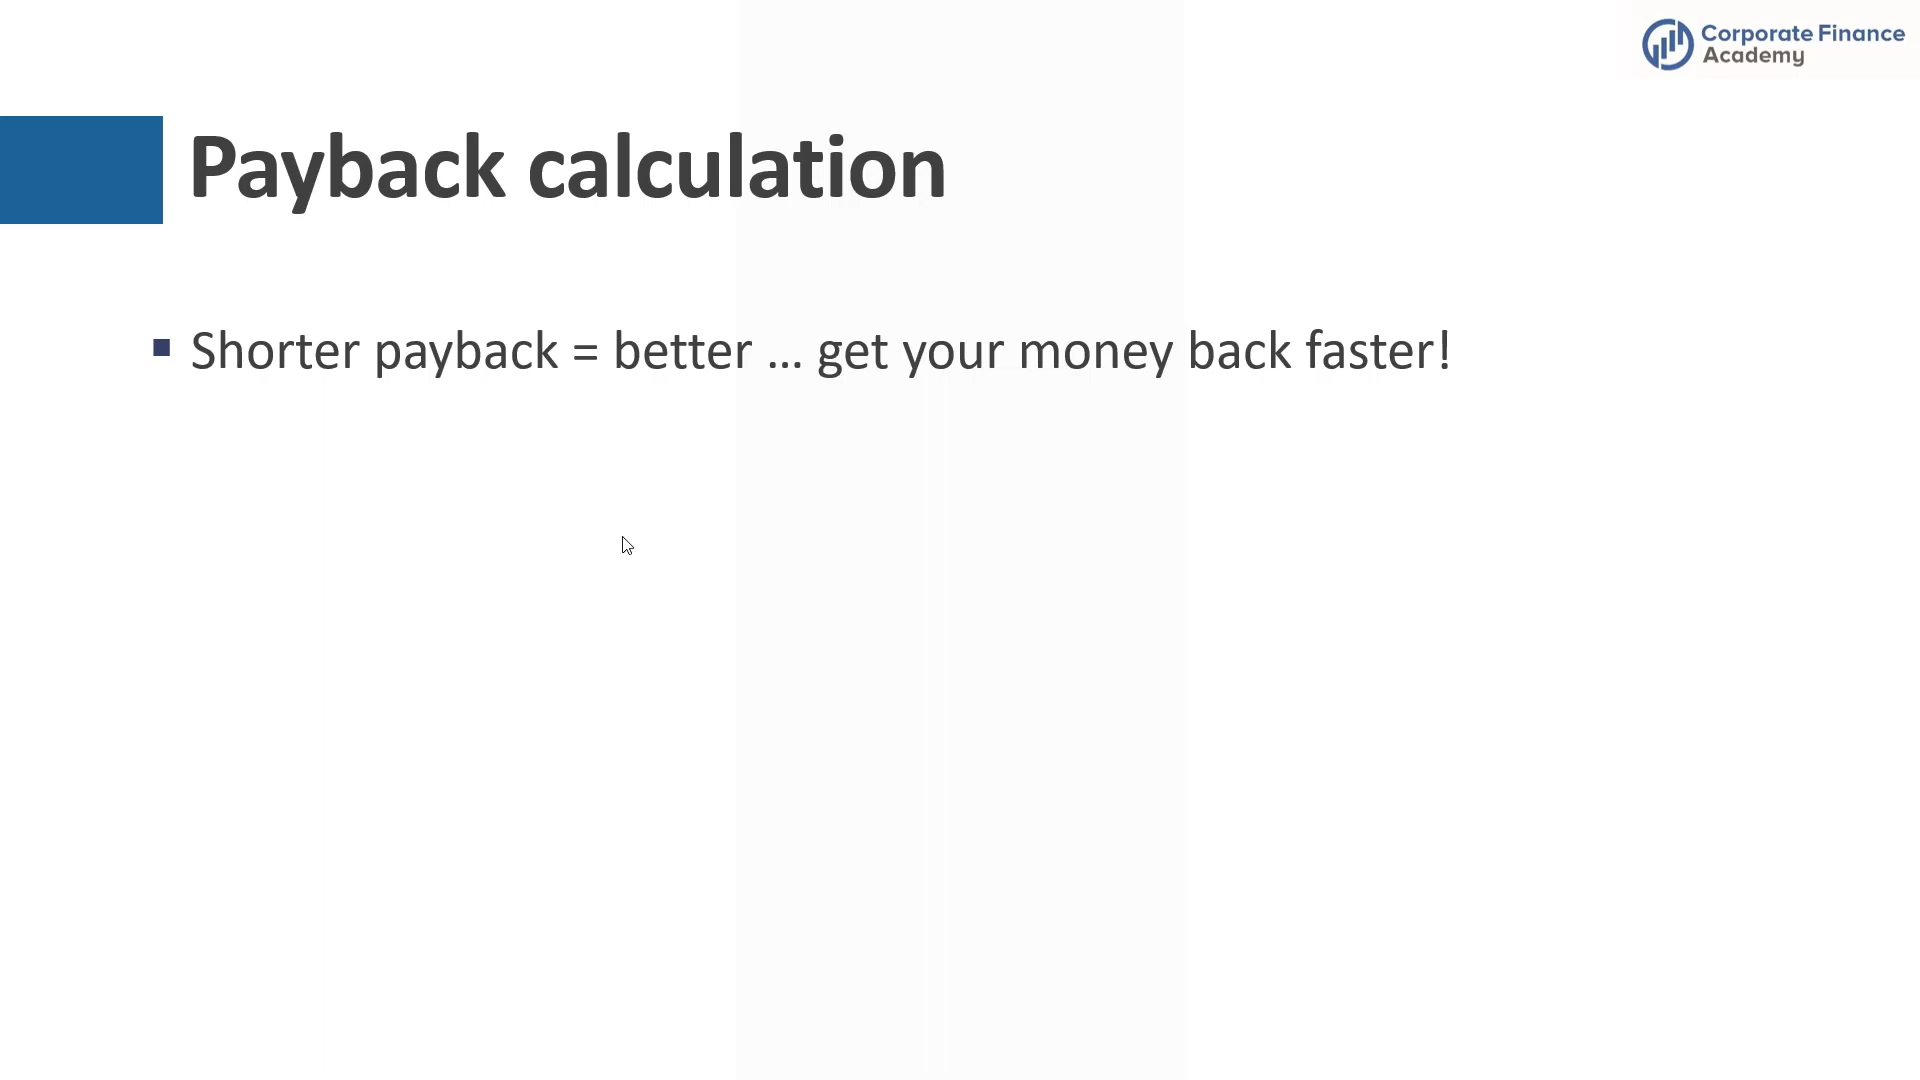 Corporate Finance
Academy
Payback calculation
▪ Shorter payback = better ... get your money back faster!